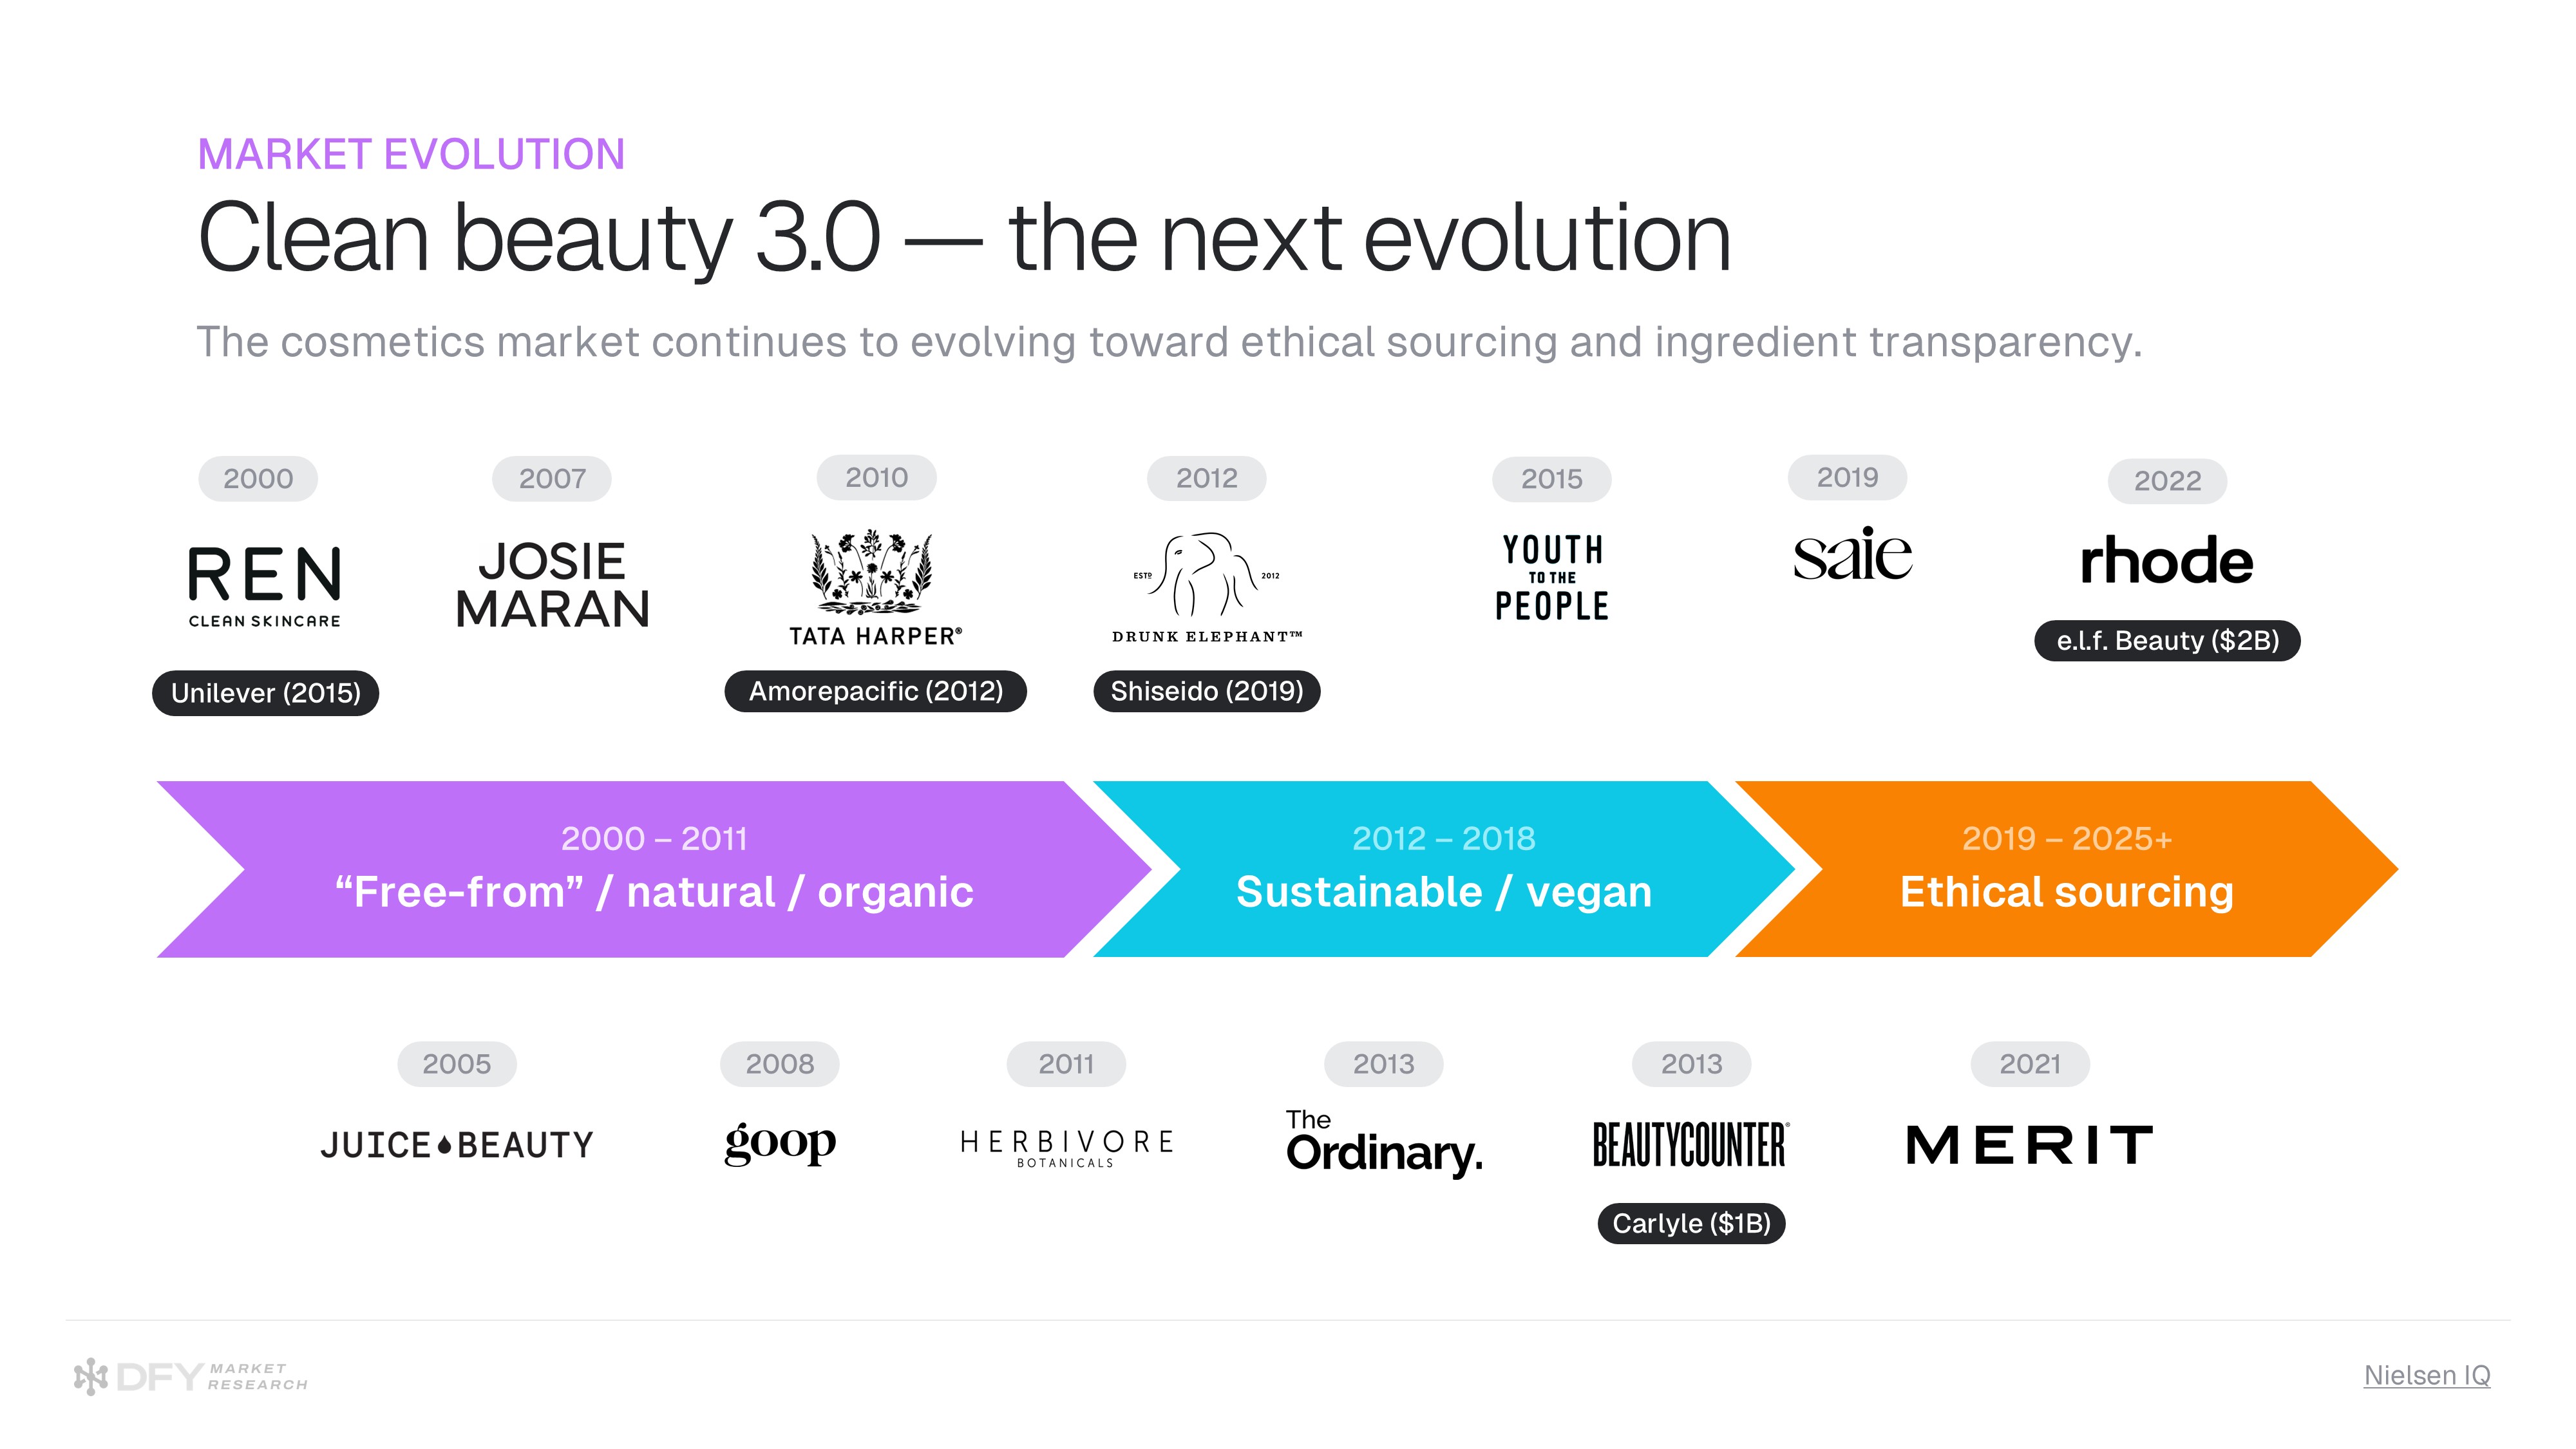 MARKET EVOLUTION
Clean beauty 3.0 — the next evolution
The cosmetics market continues to evolving toward ethical sourcing and ingredient transparency.
2000
REN
CLEAN SKINCARE
Unilever (2015)
2007
JOSIE
MARAN
2010
TATA HARPER®
Amorepacific (2012)
2012
ESTD 2012
DRUNK ELEPHANT™
Shiseido (2019)
2015
YOUTH
TO THE
PEOPLE
2019
saie
2022
rhode
e.l.f. Beauty ($2B)
2000 – 2011
“Free-from” / natural / organic
2012 – 2018
Sustainable / vegan
2019 – 2025+
Ethical sourcing
2005
JUICE BEAUTY
2008
goop
2011
HERBIVORE
BOTANICALS
2013
The
Ordinary.
2013
BEAUTYCOUNTER®
Carlyle ($1B)
2021
MERIT
DFY MARKET
RESEARCH
Nielsen IQ